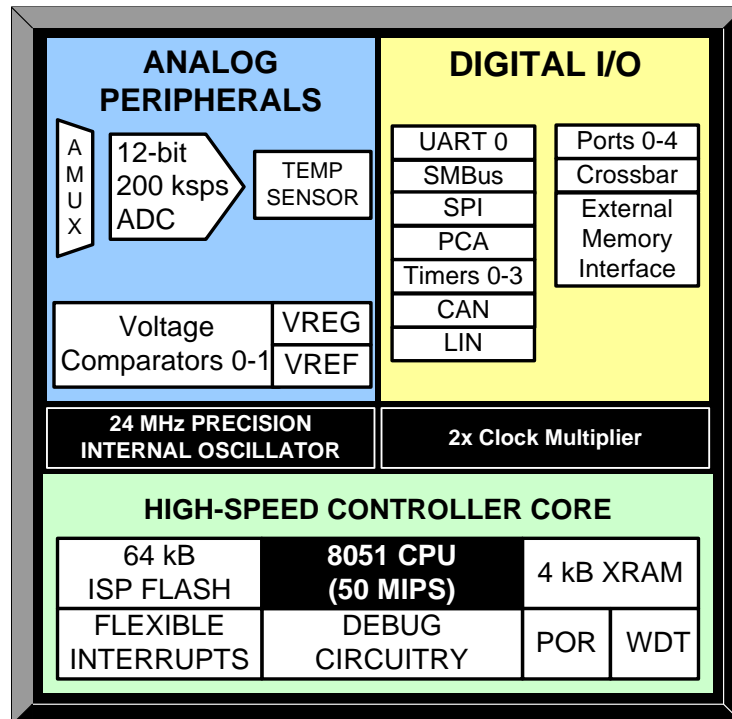 ANALOG
PERIPHERALS
A
M
U
X
12-bit
200 ksps
ADC
TEMP
SENSOR
Voltage
Comparators 0-1
VREG
VREF
DIGITAL I/O
UART 0
SMBus
SPI
PCA
Timers 0-3
CAN
LIN
Ports 0-4
Crossbar
External
Memory
Interface
24 MHz PRECISION
INTERNAL OSCILLATOR
2x Clock Multiplier
HIGH-SPEED CONTROLLER CORE
64 kB
ISP FLASH
8051 CPU
(50 MIPS)
4 kB XRAM
FLEXIBLE
INTERRUPTS
DEBUG
CIRCUITRY
POR
WDT